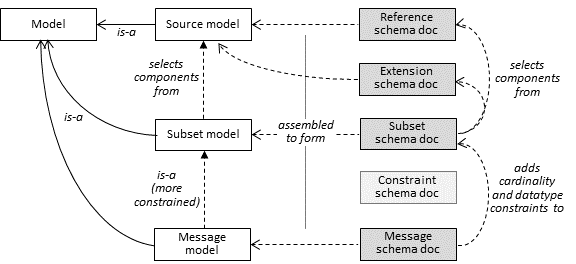 Model
is-a
Source model
Reference
schema doc
selects
components
from
Extension
schema doc
selects
components
from
is-a
Subset model
assembled
to form
Subset
schema doc
is-a
(more
constrained)
Constraint
schema doc
adds
cardinality
and datatype
constraints to
Message
model
Message
schema doc